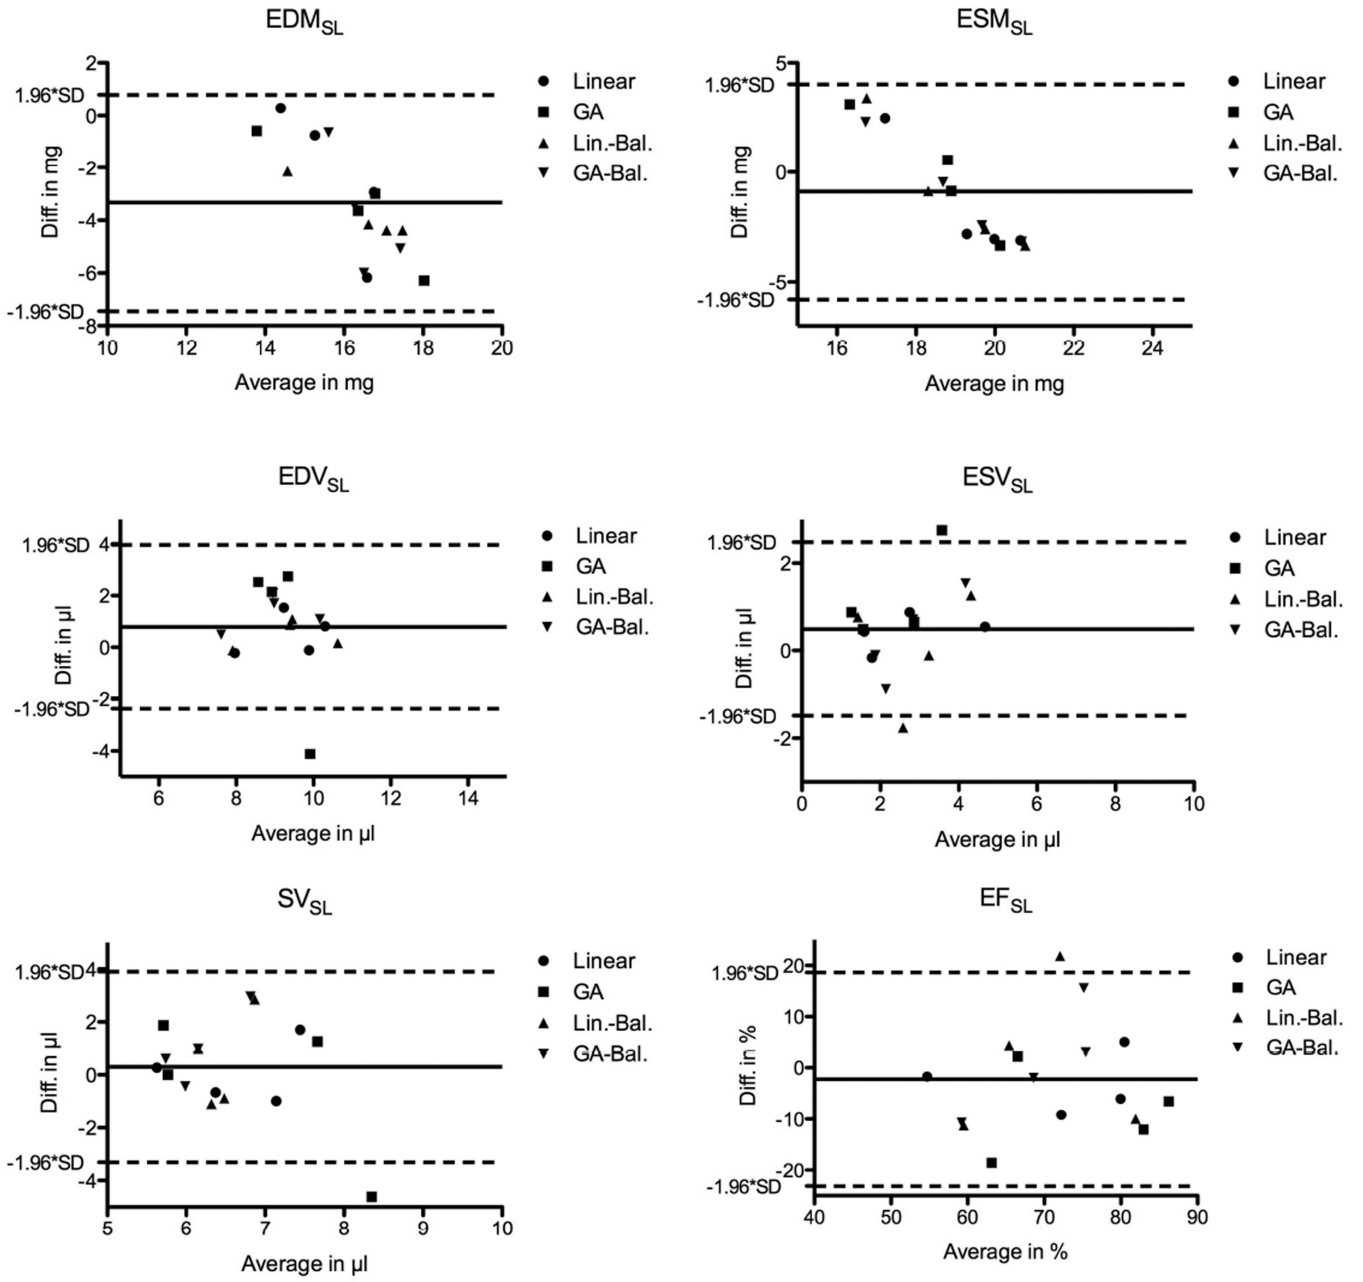 EDM_SL
2
1.96*SD
0
-2
-4
-6
-1.96*SD
-8
Diff. in mg
10 12 14 16 18 20
Average in mg
Linear
GA
Lin.-Bal.
GA-Bal.
ESM_SL
5
1.96*SD
0
-5
-1.96*SD
Diff. in mg
16 18 20 22 24
Average in mg
Linear
GA
Lin.-Bal.
GA-Bal.
EDV_SL
1.96*SD 4
2
0
-2
-1.96*SD
-4
Diff. in µl
6 8 10 12 14
Average in µl
Linear
GA
Lin.-Bal.
GA-Bal.
ESV_SL
1.96*SD
2
0
-1.96*SD
-2
Diff. in µl
0 2 4 6 8 10
Average in µl
Linear
GA
Lin.-Bal.
GA-Bal.
SV_SL
1.96*SD 4
2
0
-2
-1.96*SD
-4
Diff. in µl
5 6 7 8 9 10
Average in µl
Linear
GA
Lin.-Bal.
GA-Bal.
EF_SL
20
1.96*SD
10
0
-10
-20
-1.96*SD
Diff. in %
40 50 60 70 80 90
Average in %
Linear
GA
Lin.-Bal.
GA-Bal.